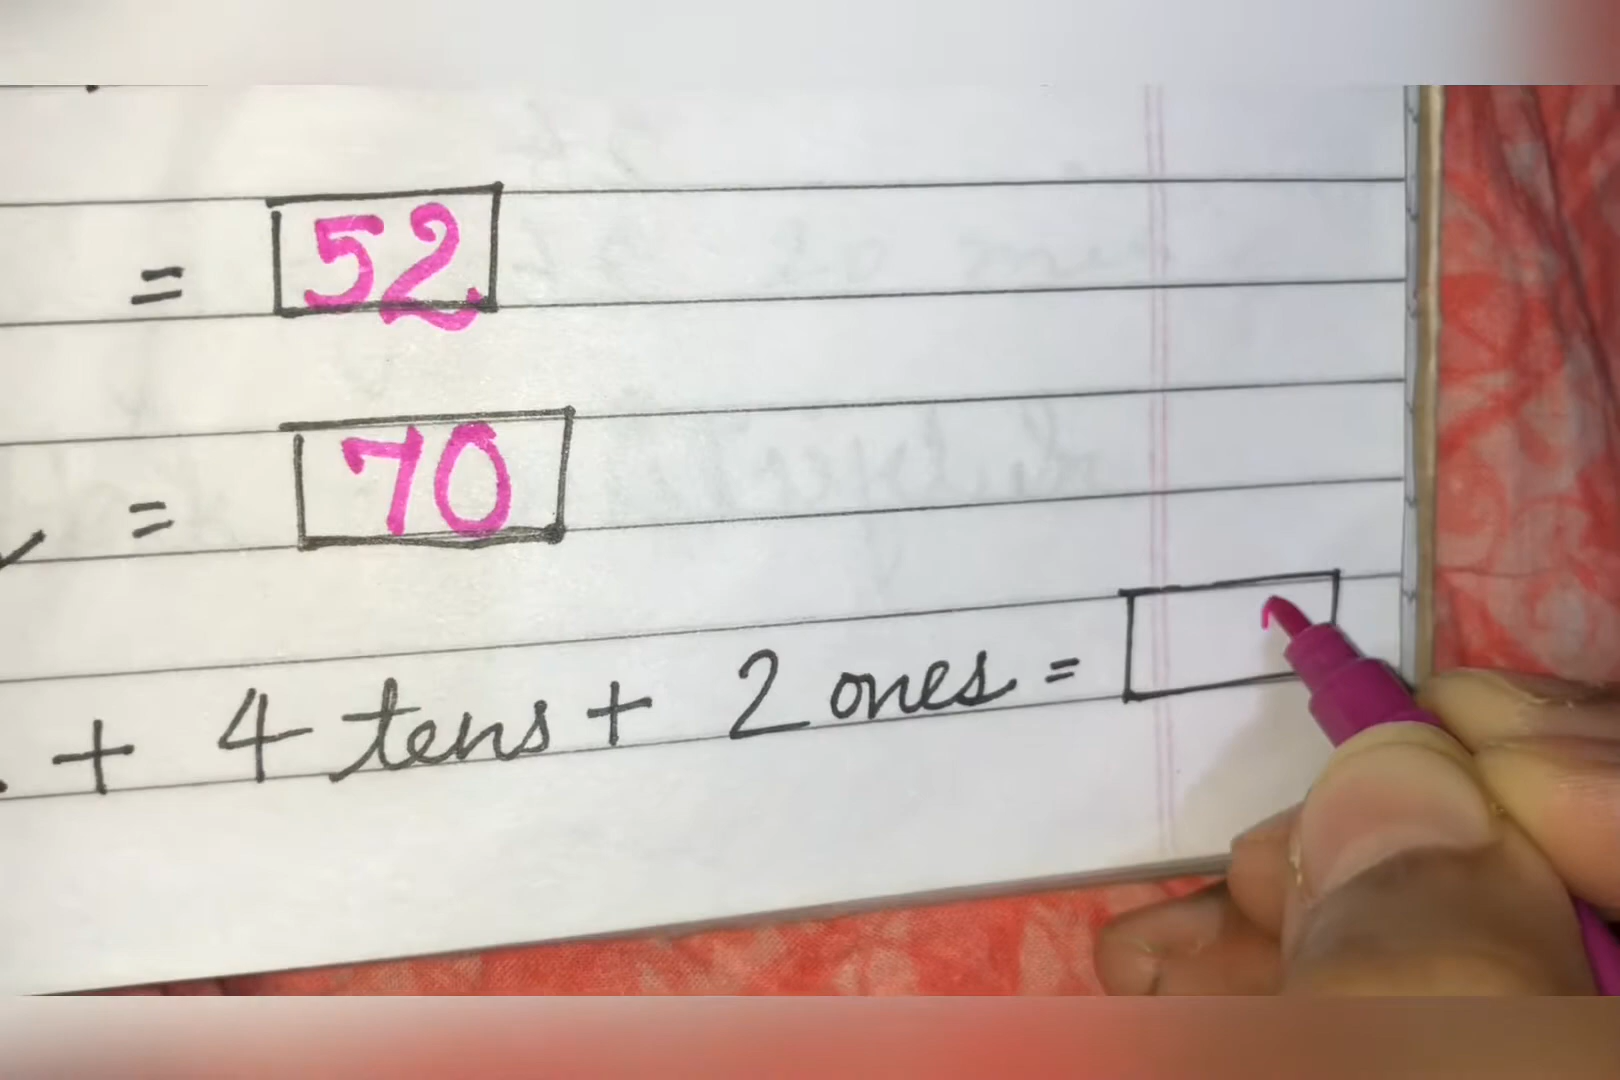 = 52
= 70
+ 4 tens + 2 ones =